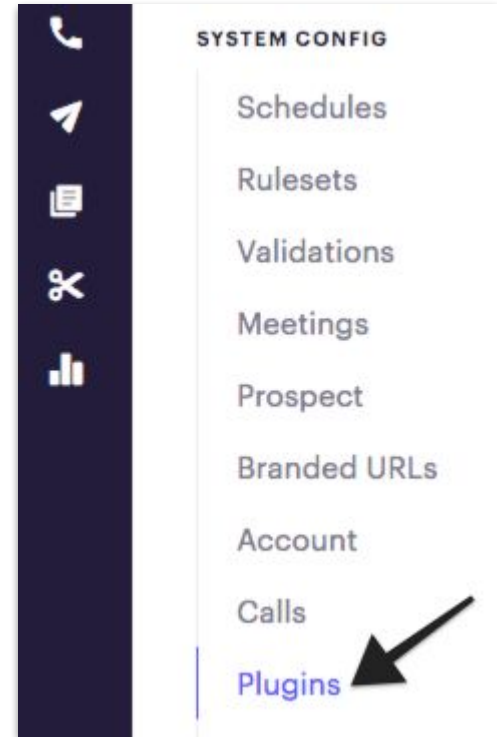 SYSTEM CONFIG
Schedules
Rulesets
Validations
Meetings
Prospect
Branded URLs
Account
Calls
Plugins